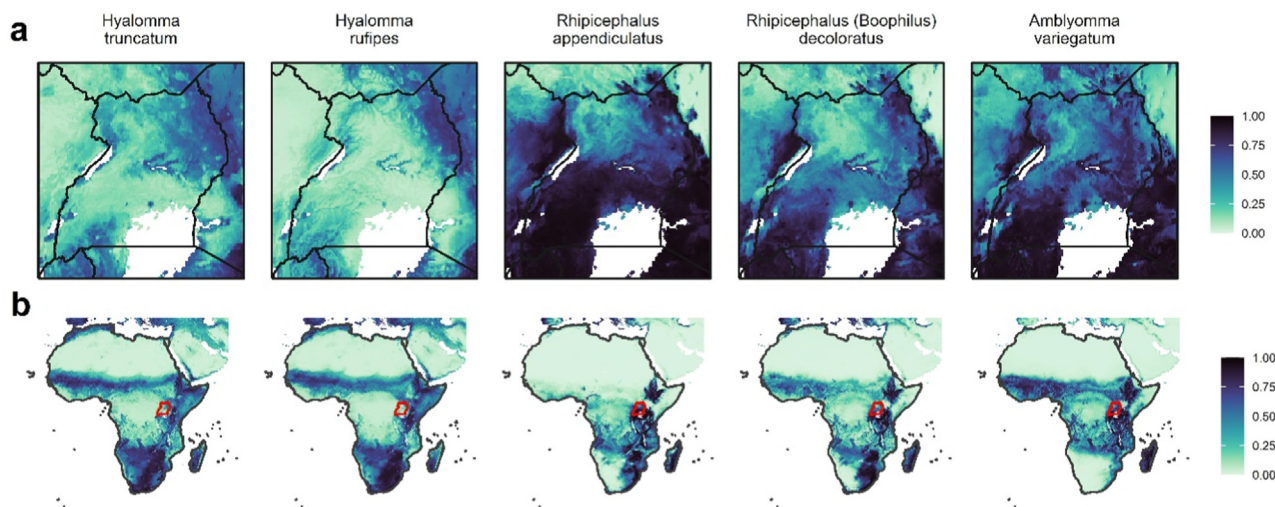 a
Hyalomma
truncatum
Hyalomma
rufipes
Rhipicephalus
appendiculatus
Rhipicephalus (Boophilus)
decoloratus
Amblyomma
variegatum
1.00
0.75
0.50
0.25
0.00
b
1.00
0.75
0.50
0.25
0.00